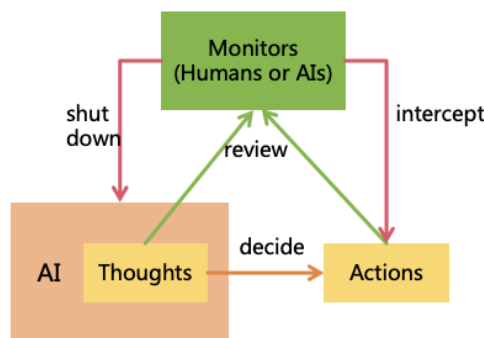 Monitors
(Humans or AIs)
shut
down
intercept
review
decide
AI
Thoughts
Actions